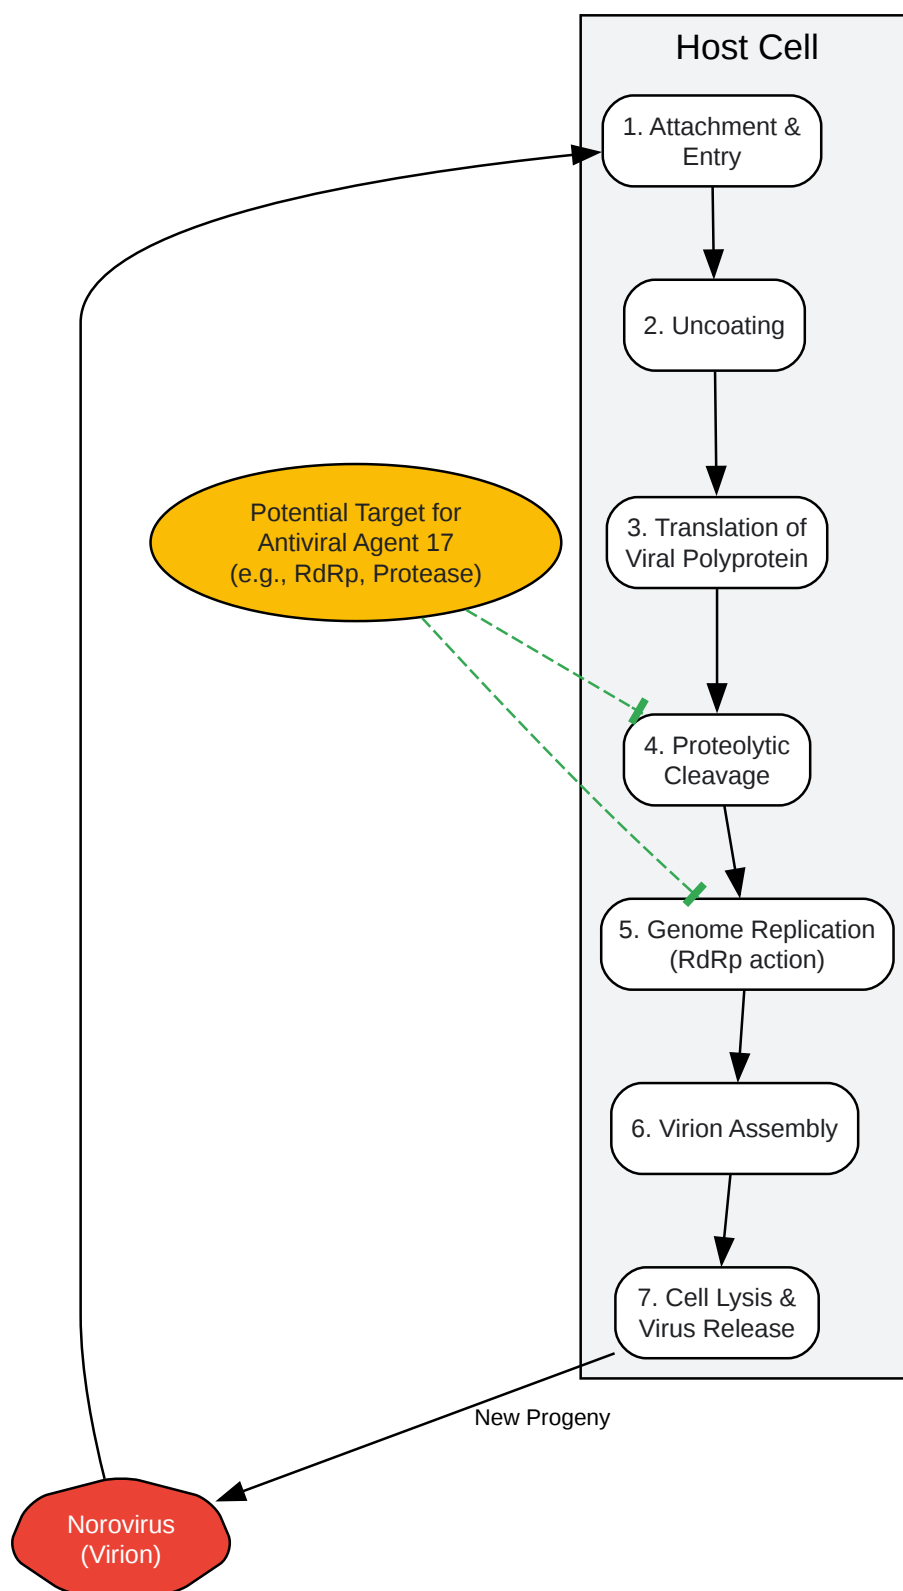 Host Cell
1. Attachment &
Entry
2. Uncoating
Potential Target for
Antiviral Agent 17
(e.g., RdRp, Protease)
3. Translation of
Viral Polyprotein
4. Proteolytic
Cleavage
5. Genome Replication
(RdRp action)
6. Virion Assembly
7. Cell Lysis &
Virus Release
New Progeny
Norovirus
(Virion)